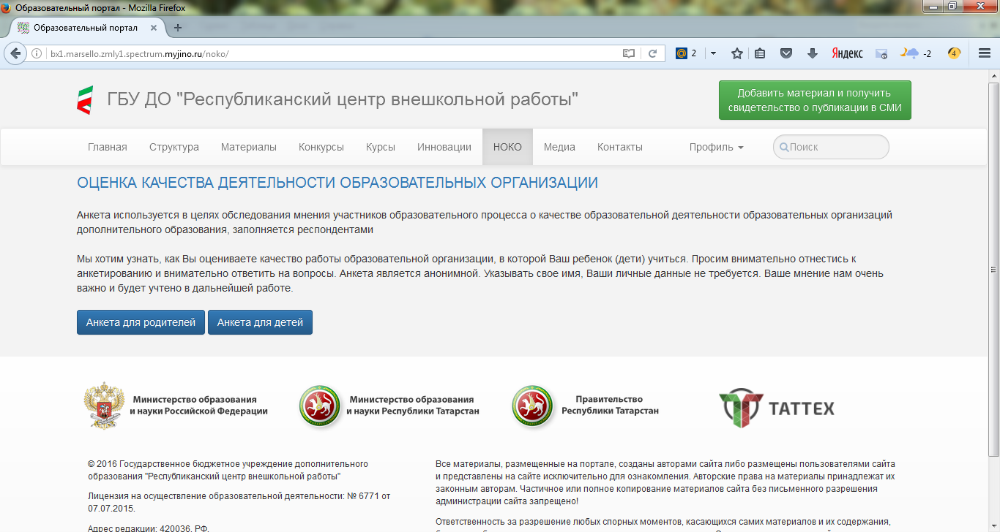 Образовательный портал - Mozilla Firefox
Образовательный портал
bx1.marsello.zmly1.spectrum.myjino.ru/noko/
2
Яндекс
-2
4
ГБУ ДО "Республиканский центр внешкольной работы"
Добавить материал и получить
свидетельство о публикации в СМИ
Главная Структура Материалы Конкурсы Курсы Инновации НОКО Медиа Контакты Профиль Поиск
ОЦЕНКА КАЧЕСТВА ДЕЯТЕЛЬНОСТИ ОБРАЗОВАТЕЛЬНЫХ ОРГАНИЗАЦИИ
Анкета используется в целях обследования мнения участников образовательного процесса о качестве образовательной деятельности образовательных организаций
дополнительного образования, заполняется респондентами
Мы хотим узнать, как Вы оцениваете качество работы образовательной организации, в которой Ваш ребенок (дети) учиться. Просим внимательно отнестись к
анкетированию и внимательно ответить на вопросы. Анкета является анонимной. Указывать свое имя, Ваши личные данные не требуется. Ваше мнение нам очень
важно и будет учтено в дальнейшей работе.
Анкета для родителей Анкета для детей
Министерство образования
и науки Российской Федерации
Министерство образования
и науки Республики Татарстан
Правительство
Республики Татарстан
TATTEX
© 2016 Государственное бюджетное учреждение дополнительного
образования "Республиканский центр внешкольной работы"
Лицензия на осуществление образовательной деятельности: № 6771 от
07.07.2015.
Адрес редакции: 420036, РФ,
Все материалы, размещенные на портале, созданы авторами сайта либо размещены пользователями сайта
и представлены на сайте исключительно для ознакомления. Авторские права на материалы принадлежат их
законным авторам. Частичное или полное копирование материалов сайта без письменного разрешения
администрации сайта запрещено!
Ответственность за разрешение любых спорных моментов, касающихся самих материалов и их содержания,